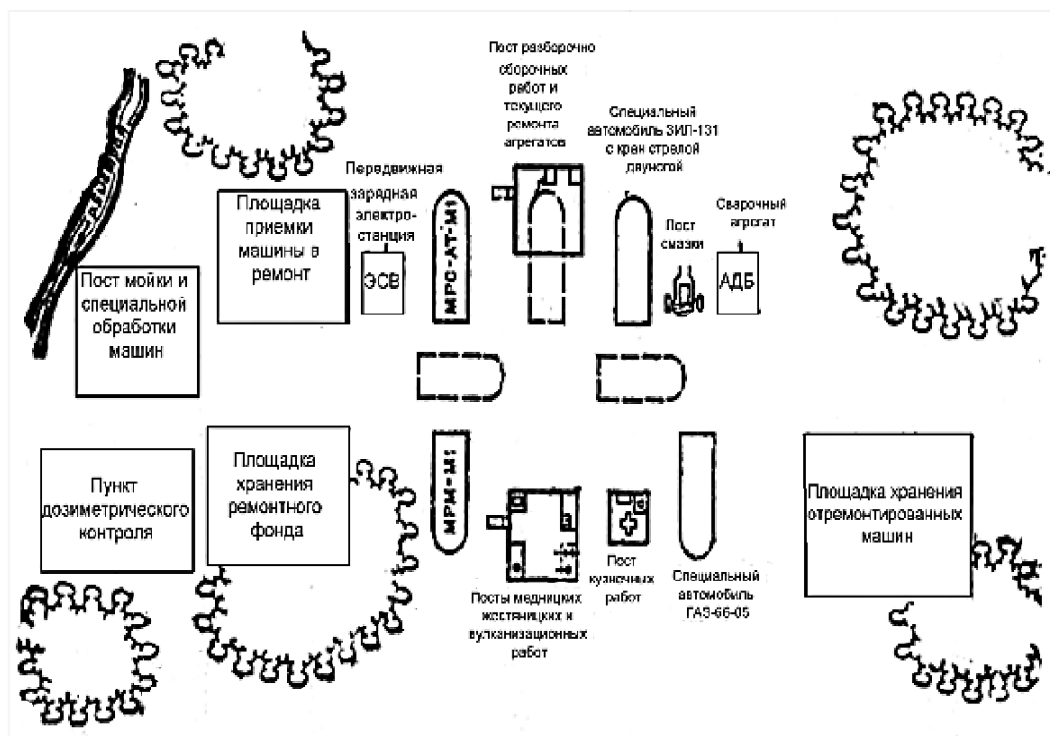 Пост разборочно
сборочных
работ и
текущего
ремонта
агрегатов
Специальный
автомобиль ЗИЛ-131
с кран стрелой
двуногой
Передвижная
зарядная
электро-
станция
Площадка
приемки
машины в
ремонт
ЭСВ
МРС-АТ-М1
Пост
смазки
Сварочный
агрегат
АДБ
Пост мойки и
специальной
обработки
машин
Пункт
дозиметрического
контроля
Площадка
хранения
ремонтного
фонда
МРМ-М1
Посты медницких
жестяницких и
вулканизационных
работ
Пост
кузнечных
работ
Специальный
автомобиль
ГАЗ-66-05
Площадка хранения
отремонтированных
машин